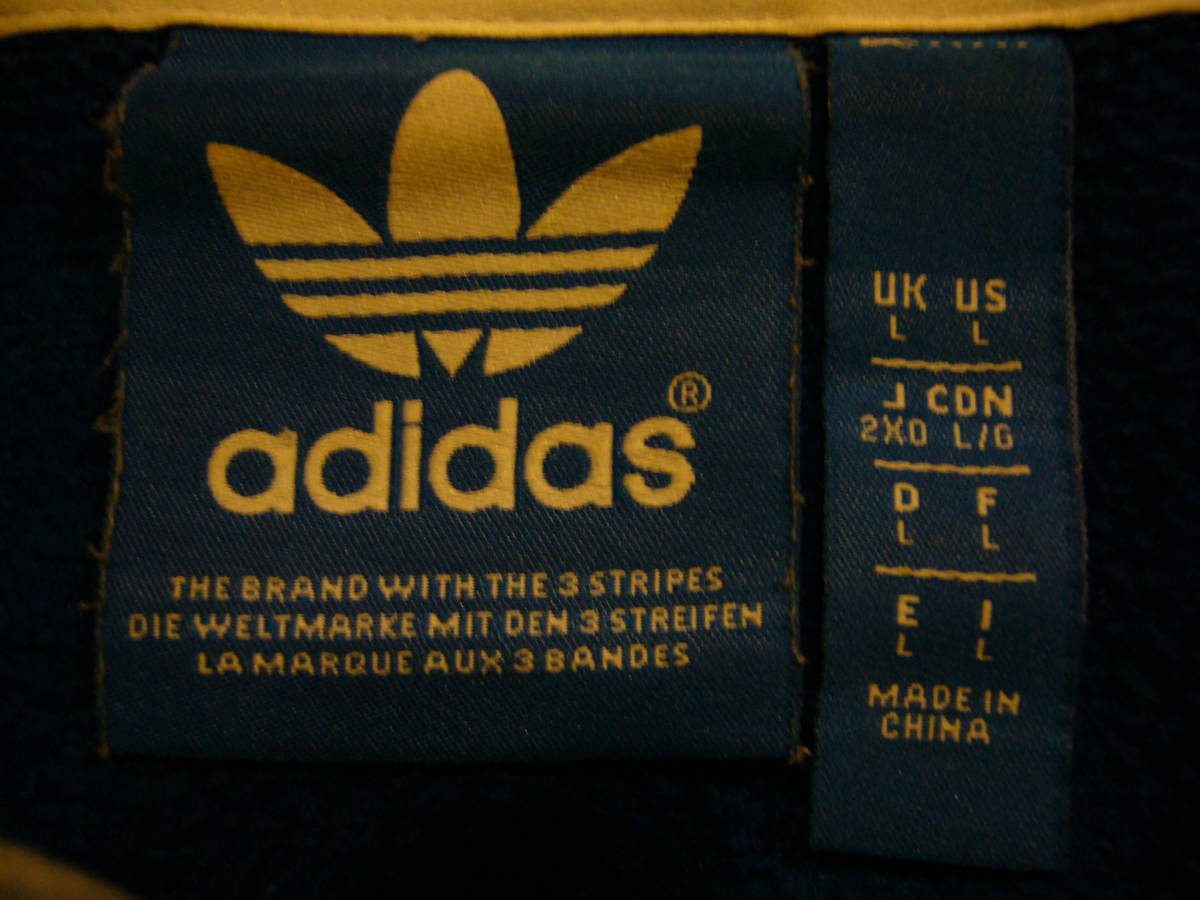 adidas®
THE BRAND WITH THE 3 STRIPES
DIE WELTMARKE MIT DEN 3 STREIFEN
LA MARQUE AUX 3 BANDES
UK US
L L
J CDN
2XO L/G
D F
L L
E I
L L
MADE IN
CHINA